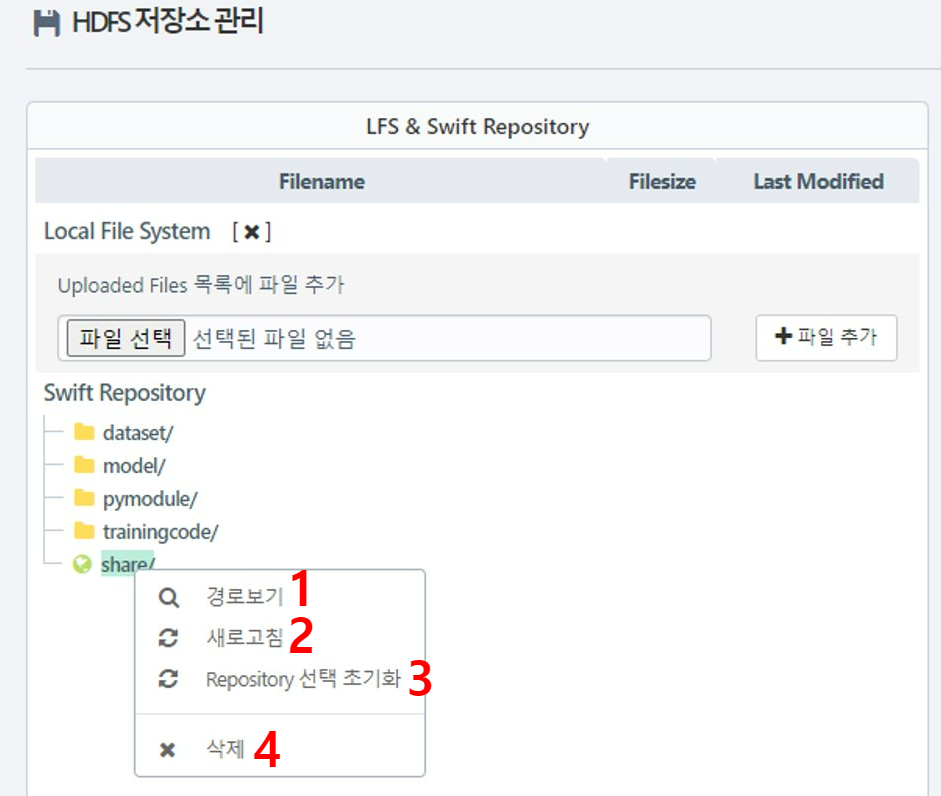 HDFS 저장소 관리
LFS & Swift Repository
Filename Filesize Last Modified
Local File System [ ✖ ]
Uploaded Files 목록에 파일 추가
파일 선택 선택된 파일 없음 ✚ 파일 추가
Swift Repository
dataset/
model/
pymodule/
trainingcode/
share/
경로보기 1
새로고침 2
Repository 선택 초기화 3
삭제 4